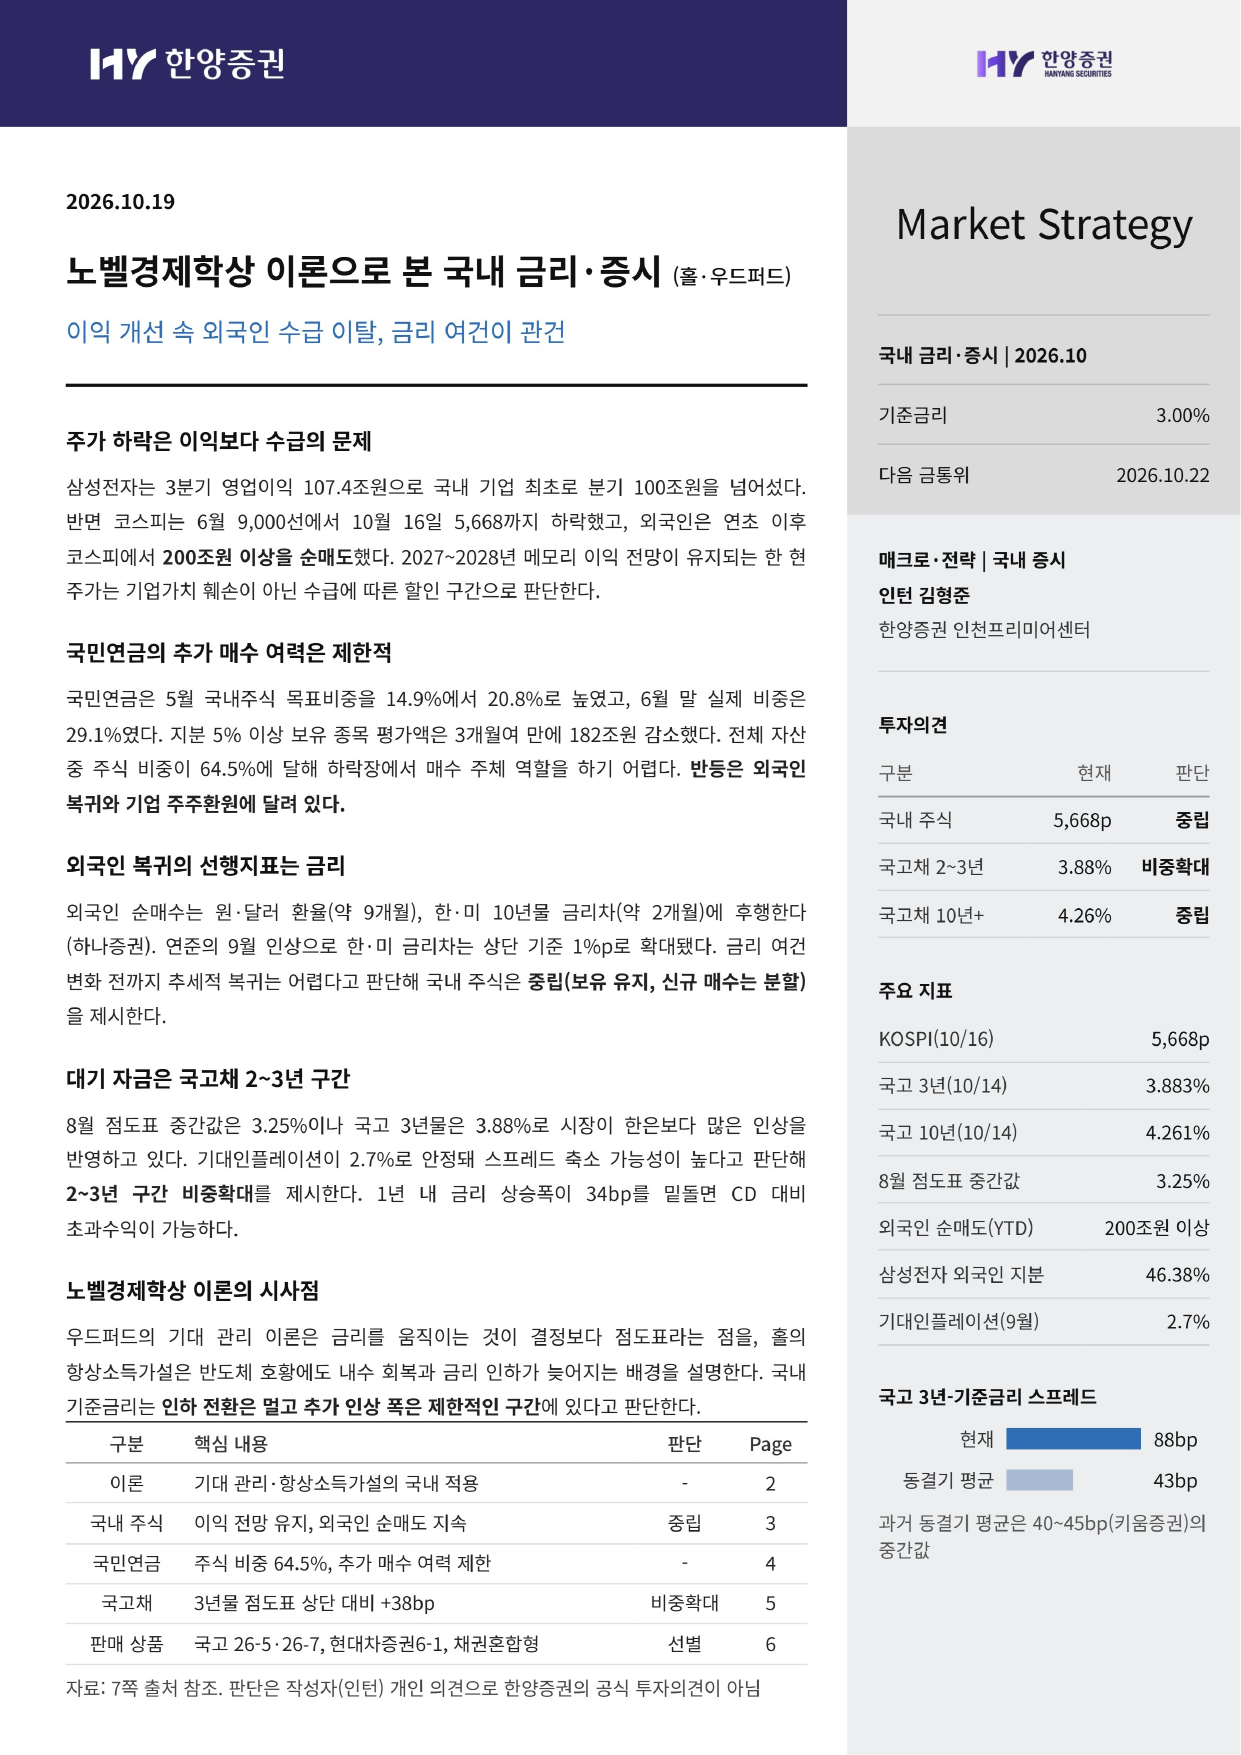 HY 한양증권
HY 한양증권
HANYANG SECURITIES
2026.10.19
노벨경제학상 이론으로 본 국내 금리·증시 (홀·우드퍼드)
이익 개선 속 외국인 수급 이탈, 금리 여건이 관건
주가 하락은 이익보다 수급의 문제
삼성전자는 3분기 영업이익 107.4조원으로 국내 기업 최초로 분기 100조원을 넘어섰다.
반면 코스피는 6월 9,000선에서 10월 16일 5,668까지 하락했고, 외국인은 연초 이후
코스피에서 200조원 이상을 순매도했다. 2027~2028년 메모리 이익 전망이 유지되는 한 현
주가는 기업가치 훼손이 아닌 수급에 따른 할인 구간으로 판단한다.
국민연금의 추가 매수 여력은 제한적
국민연금은 5월 국내주식 목표비중을 14.9%에서 20.8%로 높였고, 6월 말 실제 비중은
29.1%였다. 지분 5% 이상 보유 종목 평가액은 3개월여 만에 182조원 감소했다. 전체 자산
중 주식 비중이 64.5%에 달해 하락장에서 매수 주체 역할을 하기 어렵다. 반등은 외국인
복귀와 기업 주주환원에 달려 있다.
외국인 복귀의 선행지표는 금리
외국인 순매수는 원·달러 환율(약 9개월), 한·미 10년물 금리차(약 2개월)에 후행한다
(하나증권). 연준의 9월 인상으로 한·미 금리차는 상단 기준 1%p로 확대됐다. 금리 여건
변화 전까지 추세적 복귀는 어렵다고 판단해 국내 주식은 중립(보유 유지, 신규 매수는 분할)
을 제시한다.
대기 자금은 국고채 2~3년 구간
8월 점도표 중간값은 3.25%이나 국고 3년물은 3.88%로 시장이 한은보다 많은 인상을
반영하고 있다. 기대인플레이션이 2.7%로 안정돼 스프레드 축소 가능성이 높다고 판단해
2~3년 구간 비중확대를 제시한다. 1년 내 금리 상승폭이 34bp를 밑돌면 CD 대비
초과수익이 가능하다.
노벨경제학상 이론의 시사점
우드퍼드의 기대 관리 이론은 금리를 움직이는 것이 결정보다 점도표라는 점을, 홀의
항상소득가설은 반도체 호황에도 내수 회복과 금리 인하가 늦어지는 배경을 설명한다. 국내
기준금리는 인하 전환은 멀고 추가 인상 폭은 제한적인 구간에 있다고 판단한다.
구분 핵심 내용 판단 Page
이론 기대 관리·항상소득가설의 국내 적용 - 2
국내 주식 이익 전망 유지, 외국인 순매도 지속 중립 3
국민연금 주식 비중 64.5%, 추가 매수 여력 제한 - 4
국고채 3년물 점도표 상단 대비 +38bp 비중확대 5
판매 상품 국고 26-5·26-7, 현대차증권6-1, 채권혼합형 선별 6
자료: 7쪽 출처 참조. 판단은 작성자(인턴) 개인 의견으로 한양증권의 공식 투자의견이 아님
Market Strategy
국내 금리·증시 | 2026.10
기준금리 3.00%
다음 금통위 2026.10.22
매크로·전략 | 국내 증시
인턴 김형준
한양증권 인천프리미어센터
투자의견
구분 현재 판단
국내 주식 5,668p 중립
국고채 2~3년 3.88% 비중확대
국고채 10년+ 4.26% 중립
주요 지표
KOSPI(10/16) 5,668p
국고 3년(10/14) 3.883%
국고 10년(10/14) 4.261%
8월 점도표 중간값 3.25%
외국인 순매도(YTD) 200조원 이상
삼성전자 외국인 지분 46.38%
기대인플레이션(9월) 2.7%
국고 3년-기준금리 스프레드
현재 88bp
동결기 평균 43bp
과거 동결기 평균은 40~45bp(키움증권)의
중간값